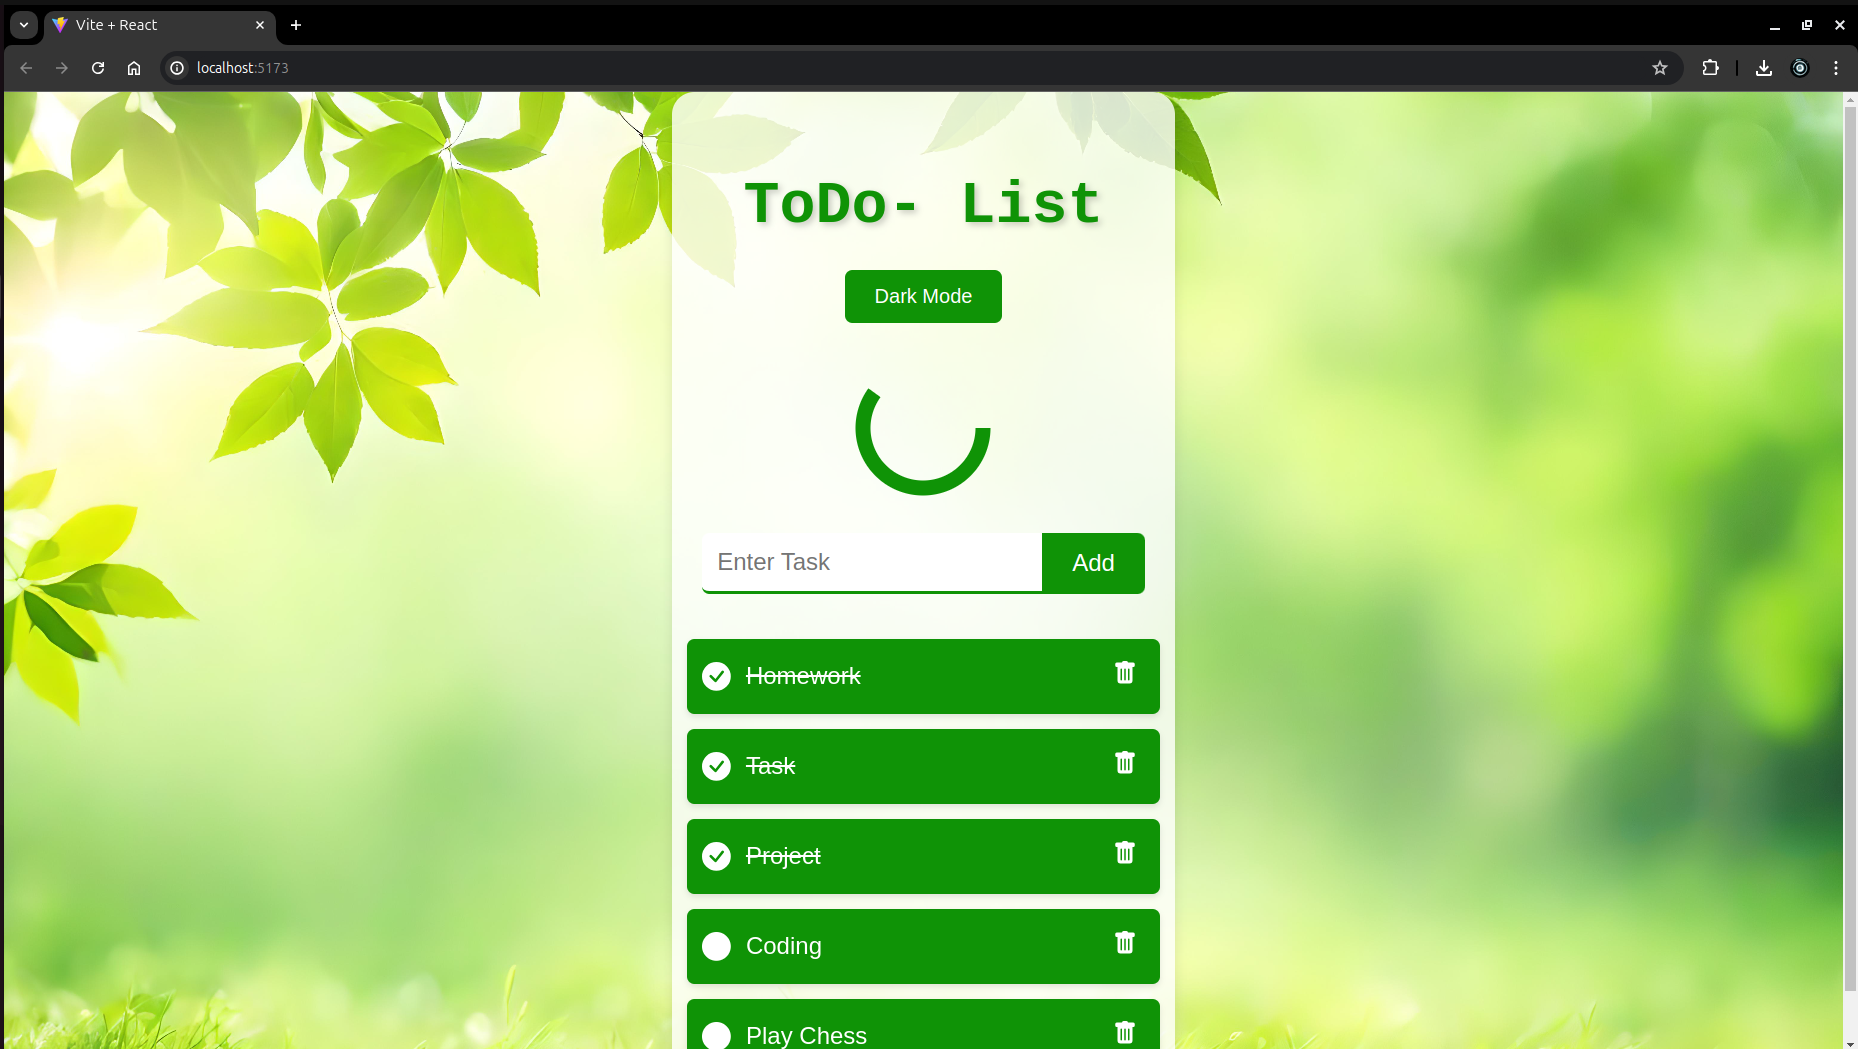 Vite + React
localhost:5173
ToDo- List
Dark Mode
Enter Task
Add
Homework
Task
Project
Coding
Play Chess